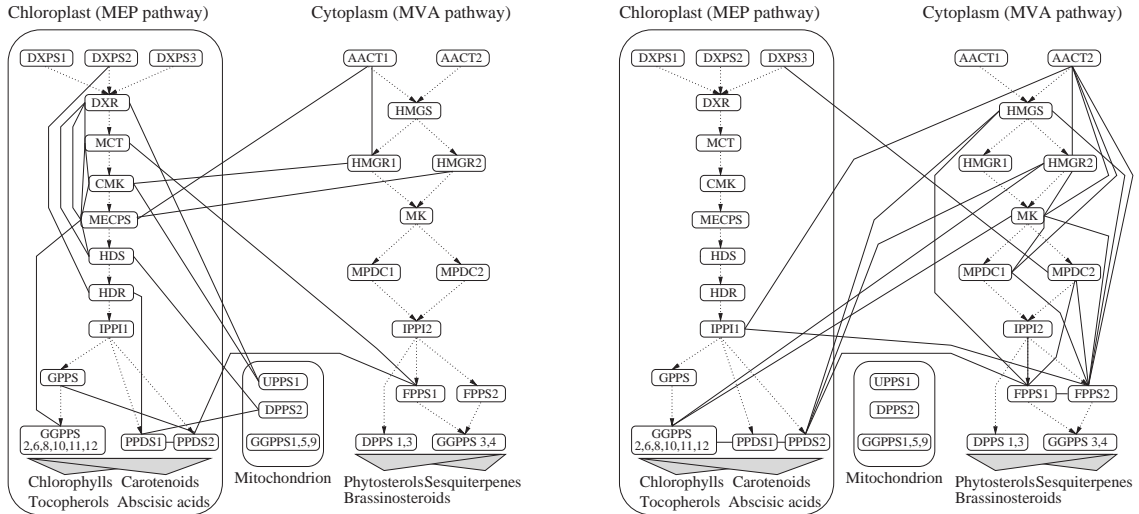 Chloroplast (MEP pathway)
Cytoplasm (MVA pathway)
DXPS1
DXPS2
DXPS3
AACT1
AACT2
DXR
HMGS
MCT
HMGR1
HMGR2
CMK
MECPS
MK
HDS
MPDC1
MPDC2
HDR
IPPI1
IPPI2
GPPS
UPPS1
FPPS1
FPPS2
DPPS2
GGPPS
2,6,8,10,11,12
PPDS1
PPDS2
GGPPS1,5,9
DPPS 1,3
GGPPS 3,4
Mitochondrion
Chlorophylls
Carotenoids
Tocopherols
Abscisic acids
Phytosterols
Sesquiterpenes
Brassinosteroids
Chloroplast (MEP pathway)
Cytoplasm (MVA pathway)
DXPS1
DXPS2
DXPS3
AACT1
AACT2
DXR
HMGS
MCT
HMGR1
HMGR2
CMK
MECPS
MK
HDS
MPDC1
MPDC2
HDR
IPPI1
IPPI2
GPPS
UPPS1
FPPS1
FPPS2
DPPS2
GGPPS
2,6,8,10,11,12
PPDS1
PPDS2
GGPPS1,5,9
DPPS 1,3
GGPPS 3,4
Mitochondrion
Chlorophylls
Carotenoids
Tocopherols
Abscisic acids
Phytosterols
Sesquiterpenes
Brassinosteroids